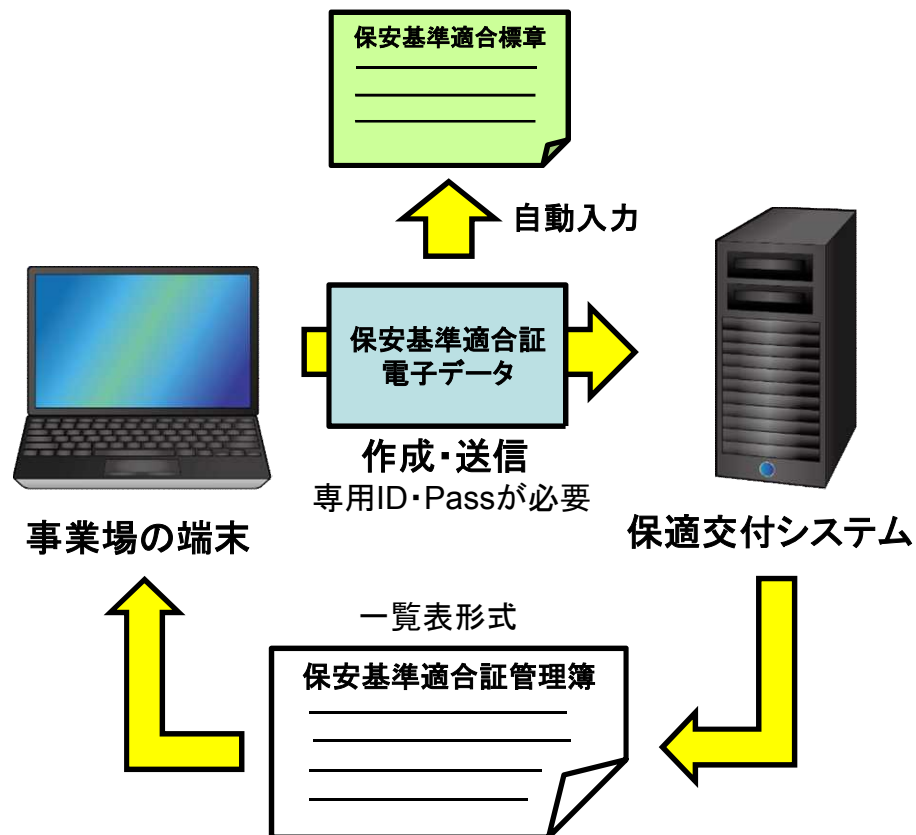 保安基準適合標章
自動入力
保安基準適合証
電子データ
作成・送信
専用ID・Passが必要
事業場の端末
保適交付システム
一覧表形式
保安基準適合証管理簿